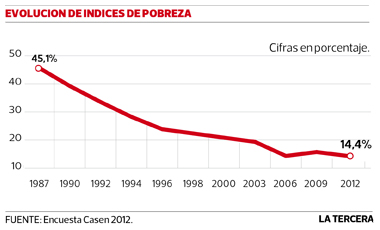 EVOLUCION DE INDICES DE POBREZA
Cifras en porcentaje.
50
45,1%
40
30
20
14,4%
10
1987 1990 1992 1994 1996 1998 2000 2003 2006 2009 2012
FUENTE: Encuesta Casen 2012.
LA TERCERA